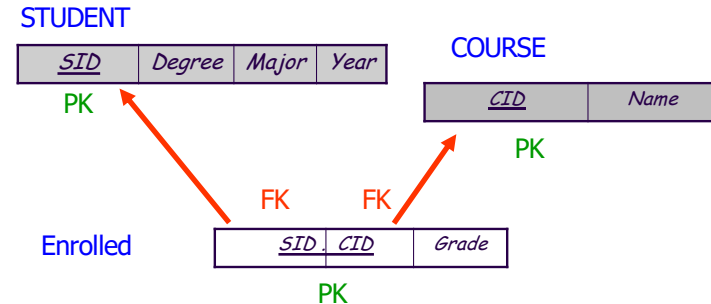 STUDENT
SID Degree Major Year
PK
COURSE
CID Name
PK
FK FK
Enrolled
SID . CID Grade
PK